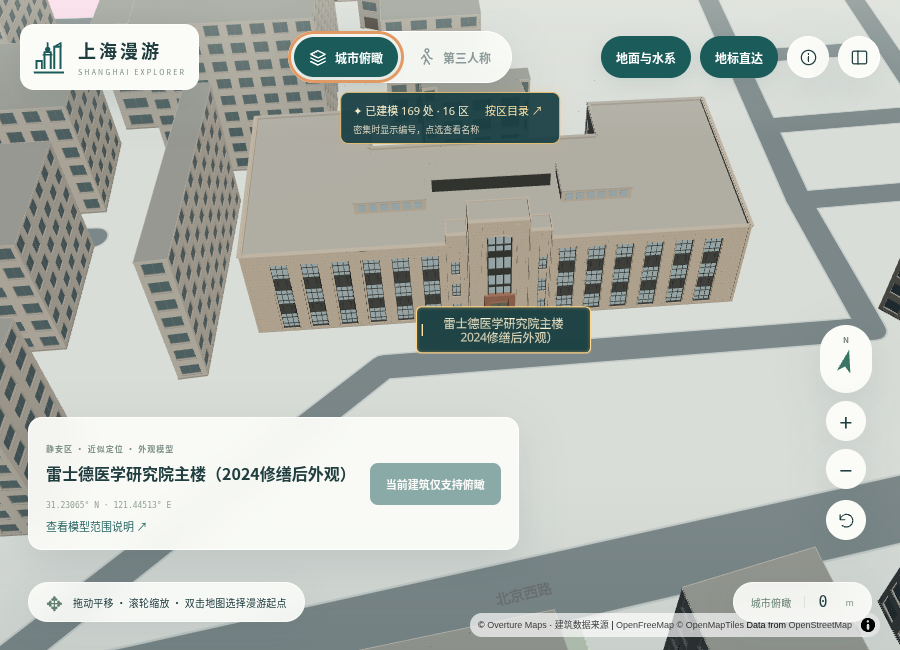 上海漫游
SHANGHAI EXPLORER
城市俯瞰
第三人称
地面与水系
地标直达
✦ 已建模 169 处 · 16 区 按区目录 ↗
密集时显示编号，点选查看名称
雷士德医学研究院主楼
2024修缮后外观）
N
静安区 · 近似定位 · 外观模型
雷士德医学研究院主楼（2024修缮后外观）
31.23065° N · 121.44513° E
查看模型范围说明 ↗
当前建筑仅支持俯瞰
拖动平移 · 滚轮缩放 · 双击地图选择漫游起点
北京西路
城市俯瞰 0 m
© Overture Maps · 建筑数据来源 | OpenFreeMap © OpenMapTiles Data from OpenStreetMap